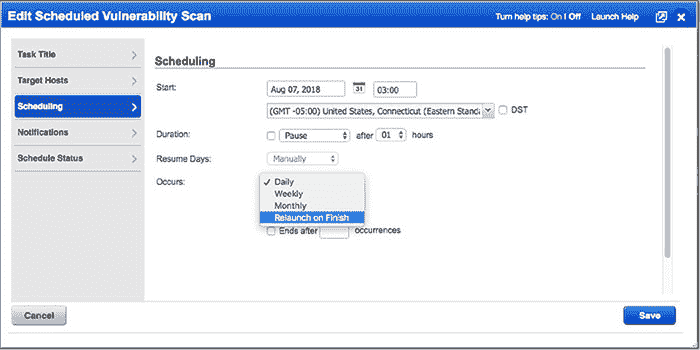 Edit Scheduled Vulnerability Scan
Turn help tips: On I Off Launch Help
Task Title
Target Hosts
Scheduling
Notifications
Schedule Status
Scheduling
Start: Aug 07, 2018 31 03:00
(GMT -05:00) United States, Connecticut (Eastern Stand DST
Duration: Pause after 01 hours
Resume Days: Manually
Occurs: ✓ Daily
Weekly
Monthly
Relaunch on Finish
Ends after occurrences
Cancel Save